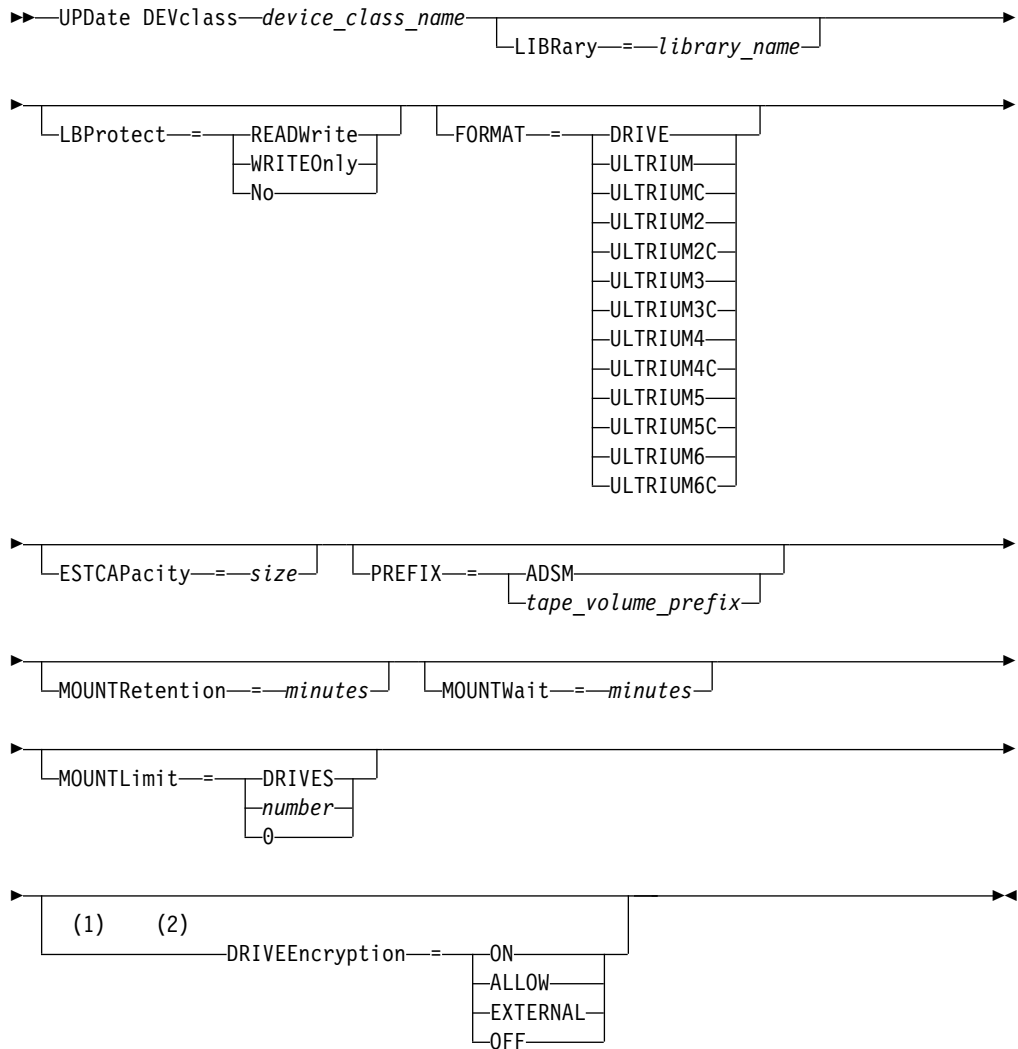 UPDate DEVclass device_class_name
LIBRary = library_name
LBProtect = READWrite
WRITEOnly
No
FORMAT = DRIVE
ULTRIUM
ULTRIUMC
ULTRIUM2
ULTRIUM2C
ULTRIUM3
ULTRIUM3C
ULTRIUM4
ULTRIUM4C
ULTRIUM5
ULTRIUM5C
ULTRIUM6
ULTRIUM6C
ESTCAPacity = size
PREFIX = ADSM
tape_volume_prefix
MOUNTRetention = minutes
MOUNTWait = minutes
MOUNTLimit = DRIVES
number
0
(1) (2)
DRIVEEncryption = ON
ALLOW
EXTERNAL
OFF